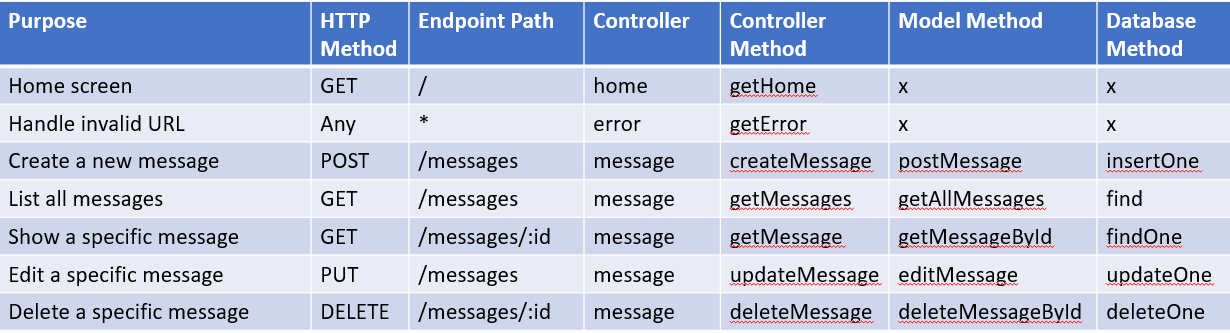 Purpose HTTP Method Endpoint Path Controller Controller Method Model Method Database Method
Home screen GET / home getHome x x
Handle invalid URL Any * error getError x x
Create a new message POST /messages message createMessage postMessage insertOne
List all messages GET /messages message getMessages getAllMessages find
Show a specific message GET /messages/:id message getMessage getMessageById findOne
Edit a specific message PUT /messages message updateMessage editMessage updateOne
Delete a specific message DELETE /messages/:id message deleteMessage deleteMessageById deleteOne